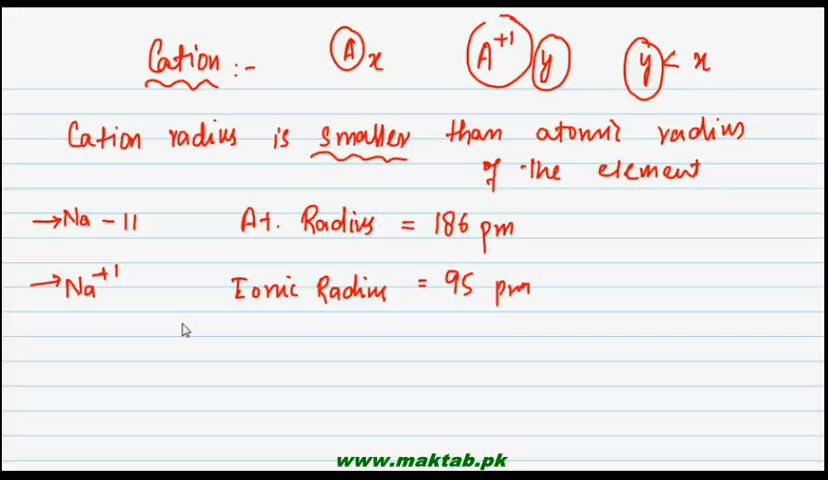 Cation :- A x A+1 y y < x
Cation radius is smaller than atomic radius
of the element
→ Na - 11 At. Radius = 186 pm
→ Na+1 Ionic Radius = 95 pm
www.maktab.pk